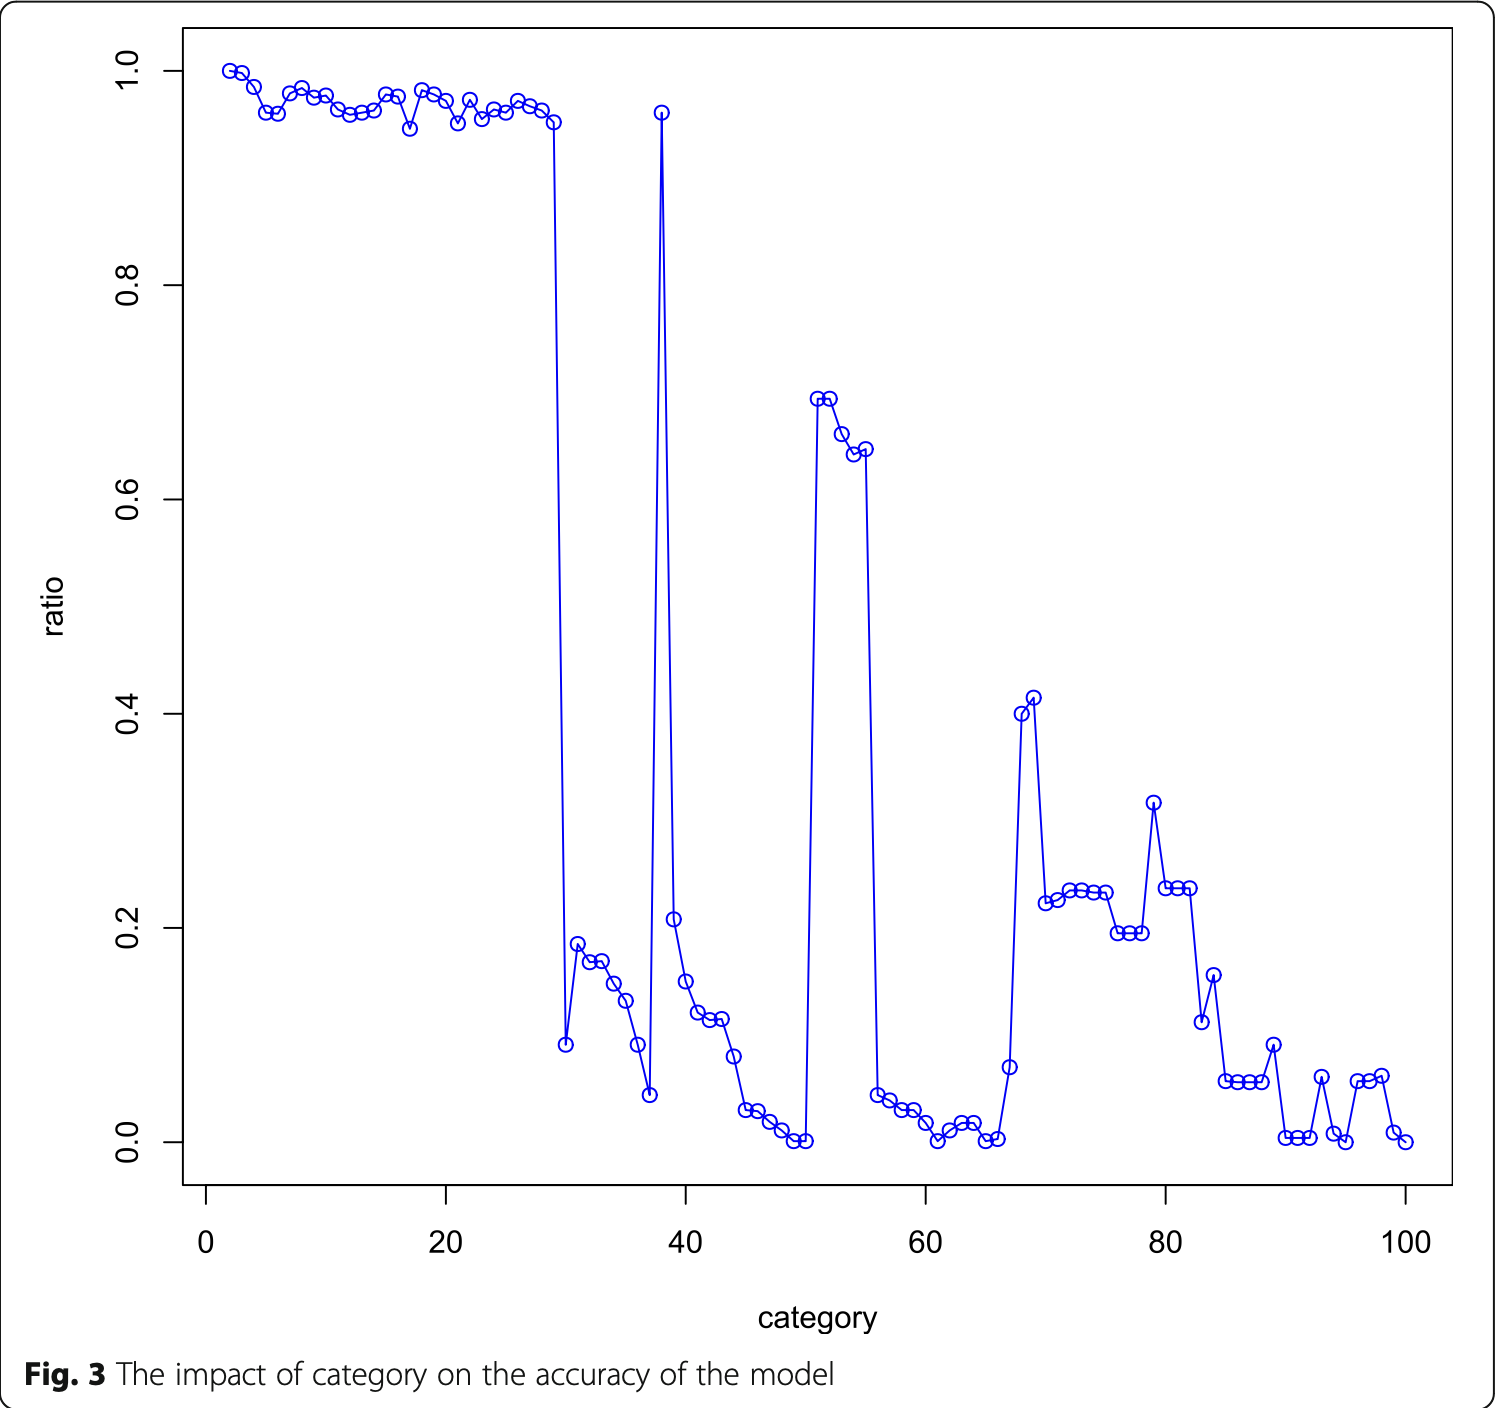 1.0
0.8
0.6
0.4
0.2
0.0
ratio
0 20 40 60 80 100
category
Fig. 3 The impact of category on the accuracy of the model